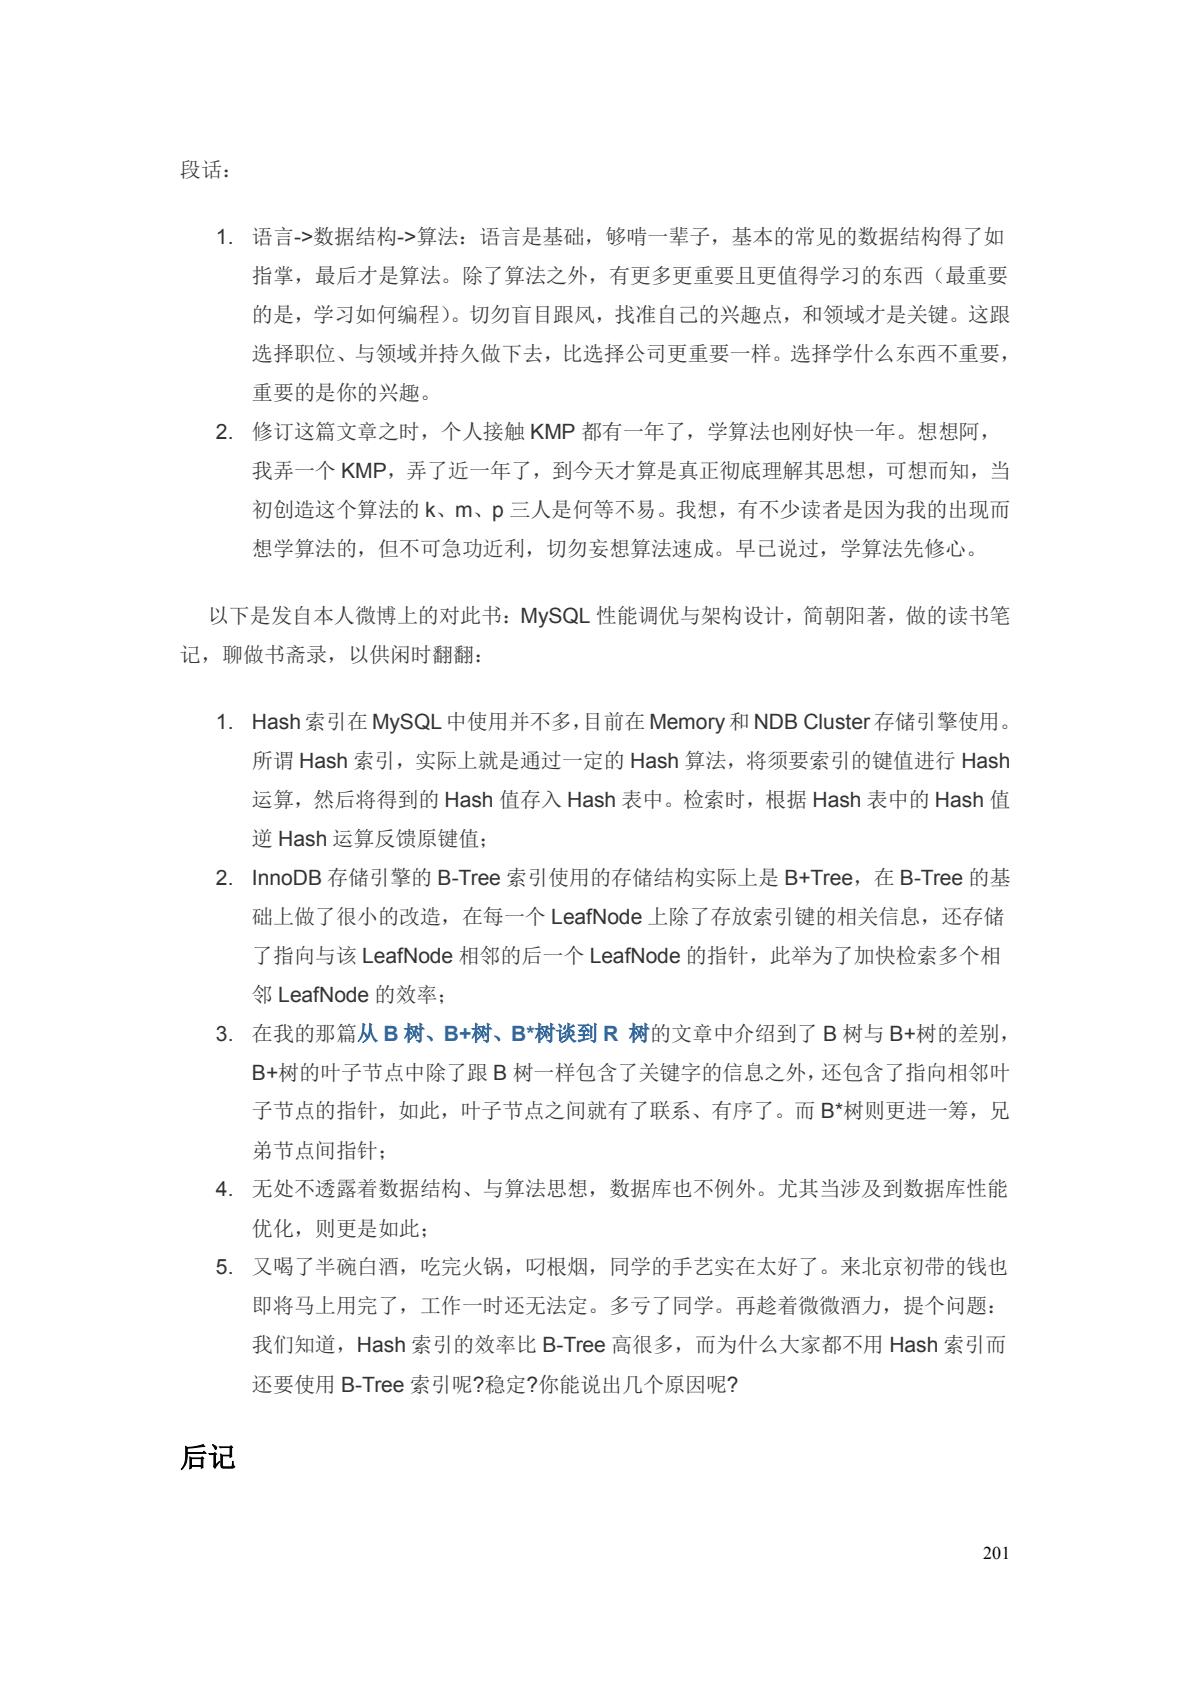 段话：
1. 语言->数据结构->算法：语言是基础，够啃一辈子，基本的常见的数据结构得了如
指掌，最后才是算法。除了算法之外，有更多更重要且更值得学习的东西（最重要
的是，学习如何编程）。切勿盲目跟风，找准自己的兴趣点，和领域才是关键。这跟
选择职位、与领域并持久做下去，比选择公司更重要一样。选择学什么东西不重要，
重要的是你的兴趣。
2. 修订这篇文章之时，个人接触 KMP 都有一年了，学算法也刚好快一年。想想阿，
我弄一个 KMP，弄了近一年了，到今天才算是真正彻底理解其思想，可想而知，当
初创造这个算法的 k、m、p 三人是何等不易。我想，有不少读者是因为我的出现而
想学算法的，但不可急功近利，切勿妄想算法速成。早已说过，学算法先修心。
以下是发自本人微博上的对此书：MySQL 性能调优与架构设计，简朝阳著，做的读书笔
记，聊做书斋录，以供闲时翻翻：
1. Hash 索引在 MySQL 中使用并不多，目前在 Memory 和 NDB Cluster 存储引擎使用。
所谓 Hash 索引，实际上就是通过一定的 Hash 算法，将须要索引的键值进行 Hash
运算，然后将得到的 Hash 值存入 Hash 表中。检索时，根据 Hash 表中的 Hash 值
逆 Hash 运算反馈原键值；
2. InnoDB 存储引擎的 B-Tree 索引使用的存储结构实际上是 B+Tree，在 B-Tree 的基
础上做了很小的改造，在每一个 LeafNode 上除了存放索引键的相关信息，还存储
了指向与该 LeafNode 相邻的后一个 LeafNode 的指针，此举为了加快检索多个相
邻 LeafNode 的效率；
3. 在我的那篇从 B 树、B+树、B*树谈到 R 树的文章中介绍到了 B 树与 B+树的差别，
B+树的叶子节点中除了跟 B 树一样包含了关键字的信息之外，还包含了指向相邻叶
子节点的指针，如此，叶子节点之间就有了联系、有序了。而 B*树则更进一筹，兄
弟节点间指针；
4. 无处不透露着数据结构、与算法思想，数据库也不例外。尤其当涉及到数据库性能
优化，则更是如此；
5. 又喝了半碗白酒，吃完火锅，叼根烟，同学的手艺实在太好了。来北京初带的钱也
即将马上用完了，工作一时还无法定。多亏了同学。再趁着微微酒力，提个问题：
我们知道，Hash 索引的效率比 B-Tree 高很多，而为什么大家都不用 Hash 索引而
还要使用 B-Tree 索引呢?稳定?你能说出几个原因呢?
后记
201